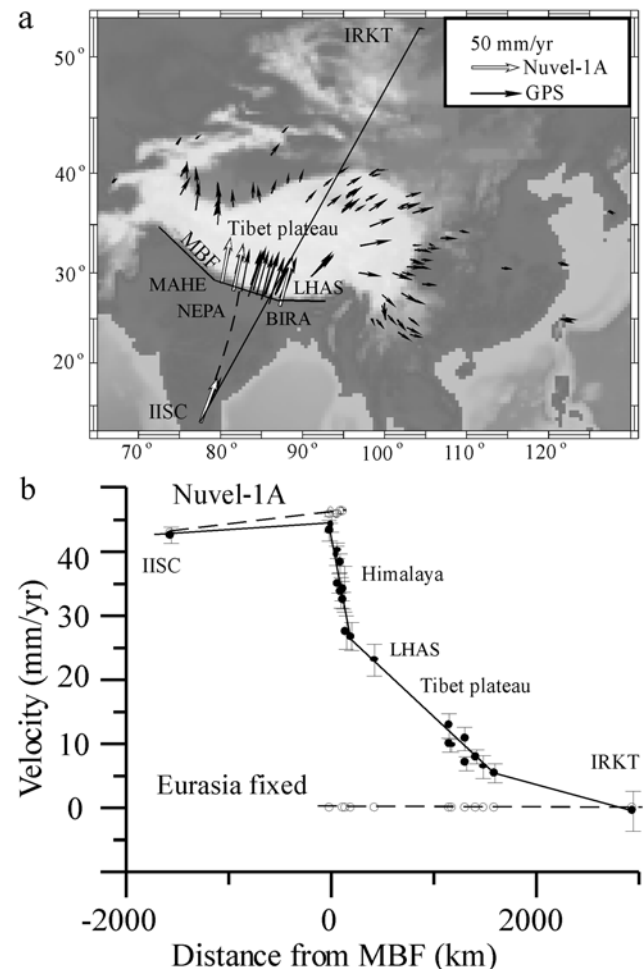 a
50 mm/yr
Nuvel-1A
GPS
IRKT
50°
40°
30°
20°
Tibet plateau
MBF
MAHE
LHAS
NEPA
BIRA
IISC
70° 80° 90° 100° 110° 120°
b
Nuvel-1A
IISC
Himalaya
LHAS
Tibet plateau
IRKT
Eurasia fixed
40
30
20
10
0
Velocity (mm/yr)
-2000 0 2000
Distance from MBF (km)